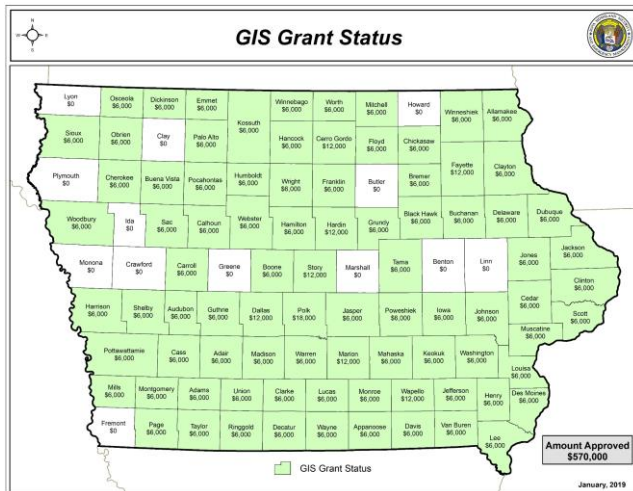 GIS Grant Status
Lyon
$0
Osceola
$6,000
Dickinson
$6,000
Emmet
$6,000
Winnebago
$6,000
Worth
$6,000
Mitchell
$6,000
Howard
$0
Winneshiek
$6,000
Allamakee
$6,000
Kossuth
$6,000
Sioux
$6,000
Obrien
$6,000
Clay
$0
Palo Alto
$6,000
Hancock
$6,000
Cerro Gordo
$12,000
Floyd
$6,000
Chickasaw
$6,000
Fayette
$12,000
Clayton
$6,000
Plymouth
$0
Cherokee
$6,000
Buena Vista
$6,000
Pocahontas
$6,000
Humboldt
$6,000
Wright
$6,000
Franklin
$6,000
Butler
$0
Bremer
$6,000
Woodbury
$6,000
Ida
$0
Sac
$6,000
Calhoun
$6,000
Webster
$6,000
Hamilton
$6,000
Hardin
$12,000
Grundy
$6,000
Black Hawk
$6,000
Buchanan
$6,000
Delaware
$6,000
Dubuque
$6,000
Monona
$0
Crawford
$0
Carroll
$6,000
Greene
$0
Boone
$6,000
Story
$12,000
Marshall
$0
Tama
$6,000
Benton
$0
Linn
$0
Jones
$6,000
Jackson
$6,000
Clinton
$6,000
Harrison
$6,000
Shelby
$6,000
Audubon
$6,000
Guthrie
$6,000
Dallas
$12,000
Polk
$18,000
Jasper
$6,000
Poweshiek
$6,000
Iowa
$6,000
Johnson
$6,000
Cedar
$6,000
Scott
$6,000
Muscatine
$6,000
Pottawattamie
$6,000
Cass
$6,000
Adair
$6,000
Madison
$6,000
Warren
$6,000
Marion
$12,000
Mahaska
$6,000
Keokuk
$6,000
Washington
$6,000
Louisa
$6,000
Mills
$6,000
Montgomery
$6,000
Adams
$6,000
Union
$6,000
Clarke
$6,000
Lucas
$6,000
Monroe
$6,000
Wapello
$12,000
Jefferson
$6,000
Henry
$6,000
Des Moines
$6,000
Fremont
$0
Page
$6,000
Taylor
$6,000
Ringgold
$6,000
Decatur
$6,000
Wayne
$6,000
Appanoose
$6,000
Davis
$6,000
Van Buren
$6,000
Lee
$6,000
Amount Approved
$570,000
GIS Grant Status
January, 2019